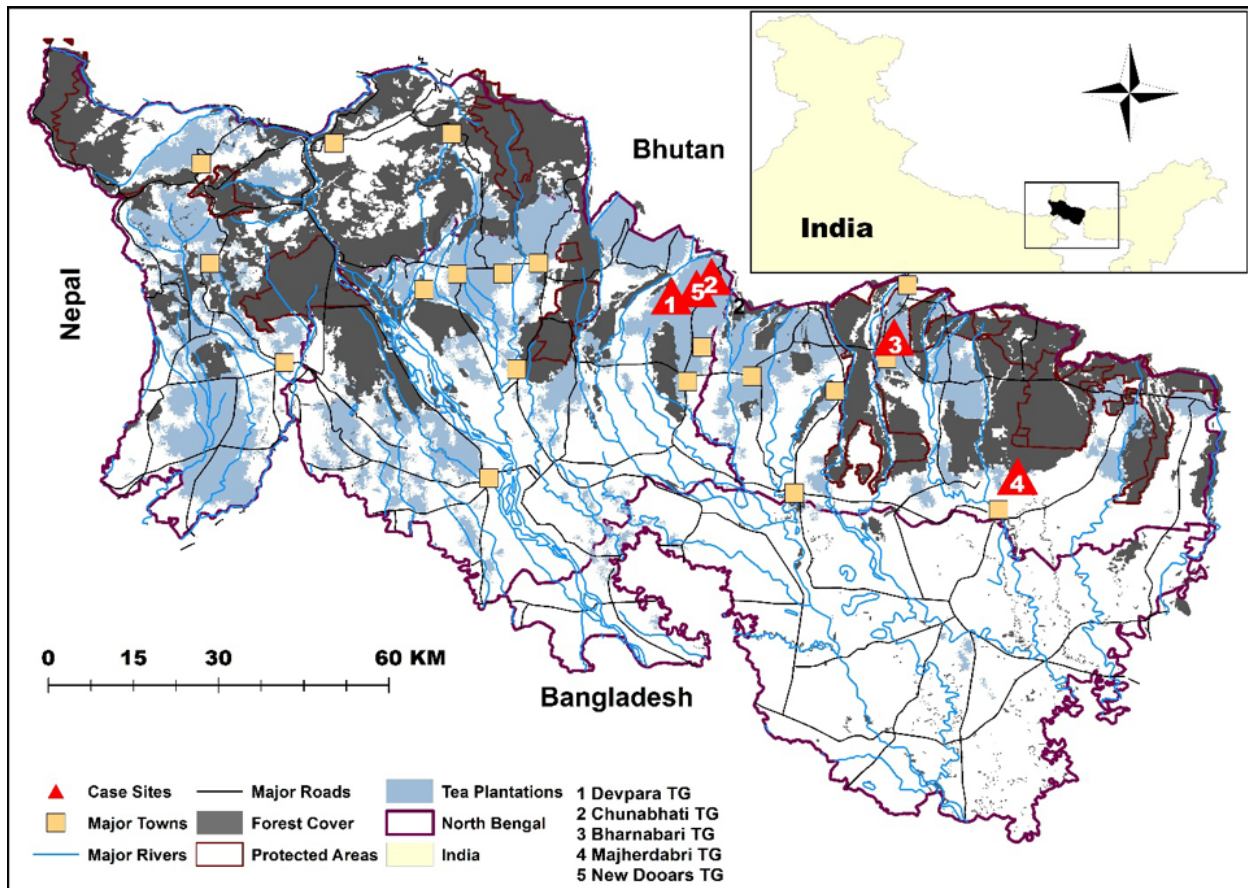 Bhutan
India
Nepal
5 2
1
2
3
4
0 15 30 60 KM
Bangladesh
Case Sites
Major Roads
Tea Plantations
Major Towns
Forest Cover
North Bengal
Major Rivers
Protected Areas
India
1 Devpara TG
2 Chunabhati TG
3 Bharnabari TG
4 Majherdabri TG
5 New Dooars TG